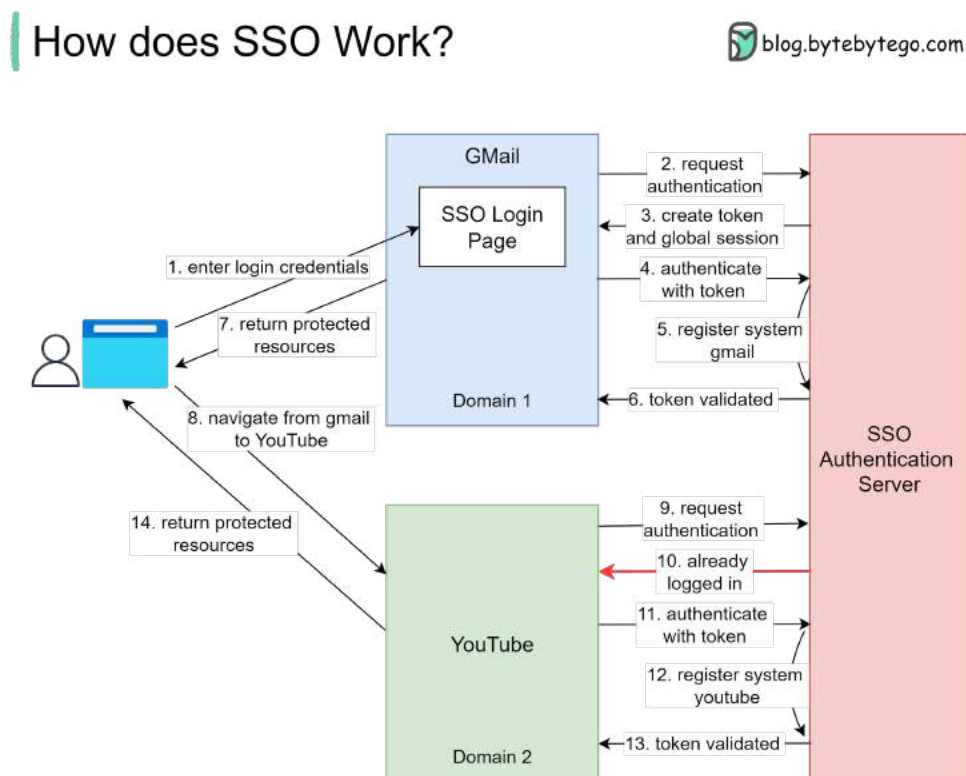 How does SSO Work?
blog.bytebytego.com
GMail
SSO Login
Page
2. request
authentication
3. create token
and global session
1. enter login credentials
4. authenticate
with token
7. return protected
resources
5. register system
gmail
Domain 1
6. token validated
8. navigate from gmail
to YouTube
SSO
Authentication
Server
14. return protected
resources
9. request
authentication
10. already
logged in
11. authenticate
with token
YouTube
12. register system
youtube
13. token validated
Domain 2